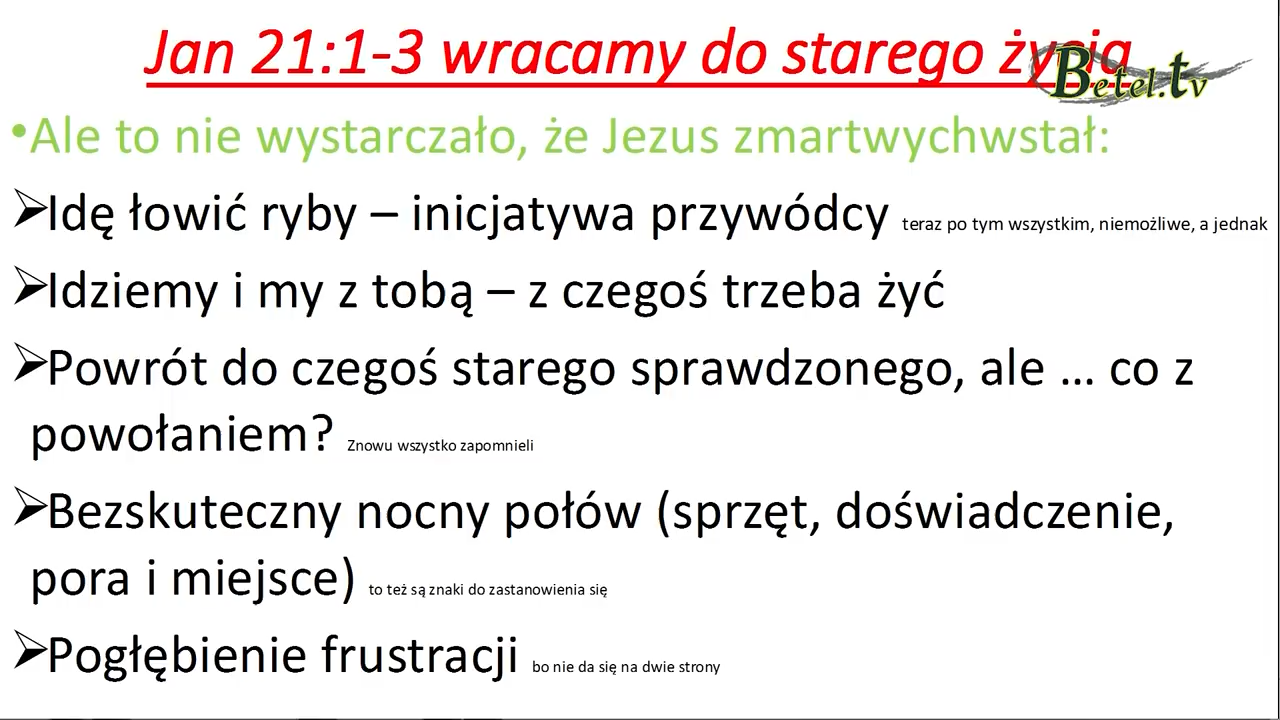 Jan 21:1-3 wracamy do starego życia
Betel.tv
•Ale to nie wystarczało, że Jezus zmartwychwstał:
➢Idę łowić ryby – inicjatywa przywódcy teraz po tym wszystkim, niemożliwe, a jednak
➢Idziemy i my z tobą – z czegoś trzeba żyć
➢Powrót do czegoś starego sprawdzonego, ale ... co z
powołaniem? Znowu wszystko zapomnieli
➢Bezskuteczny nocny połów (sprzęt, doświadczenie,
pora i miejsce) to też są znaki do zastanowienia się
➢Pogłębienie frustracji bo nie da się na dwie strony